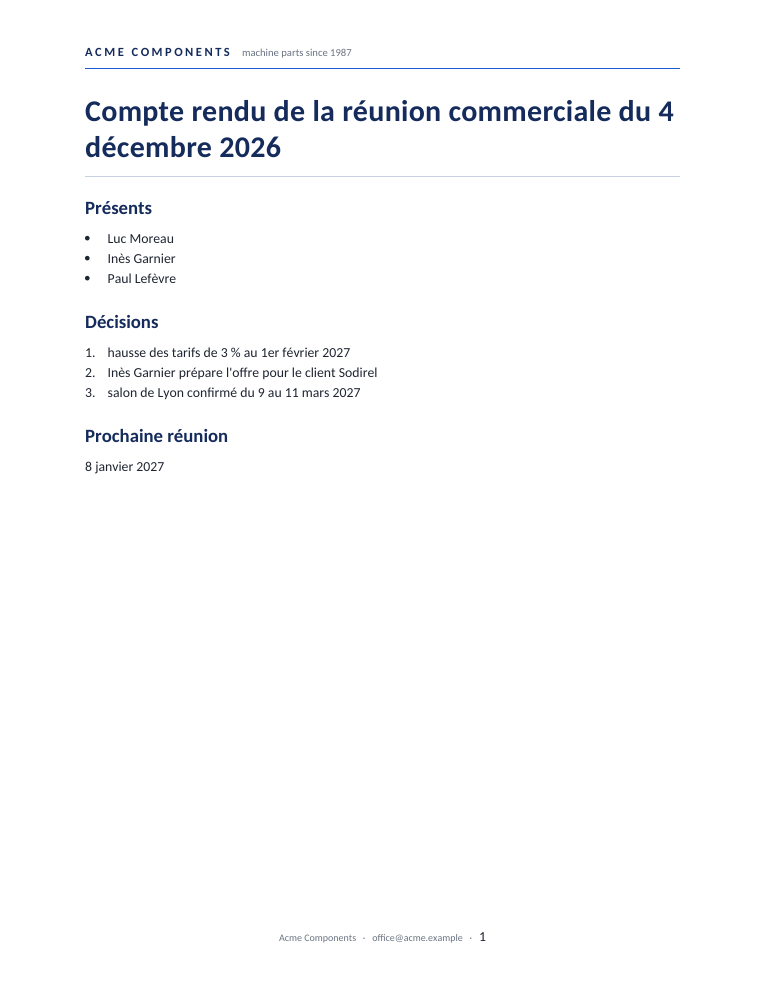 ACME COMPONENTS machine parts since 1987
Compte rendu de la réunion commerciale du 4
décembre 2026
Présents
• Luc Moreau
• Inès Garnier
• Paul Lefèvre
Décisions
1. hausse des tarifs de 3 % au 1er février 2027
2. Inès Garnier prépare l'offre pour le client Sodirel
3. salon de Lyon confirmé du 9 au 11 mars 2027
Prochaine réunion
8 janvier 2027
Acme Components · office@acme.example · 1